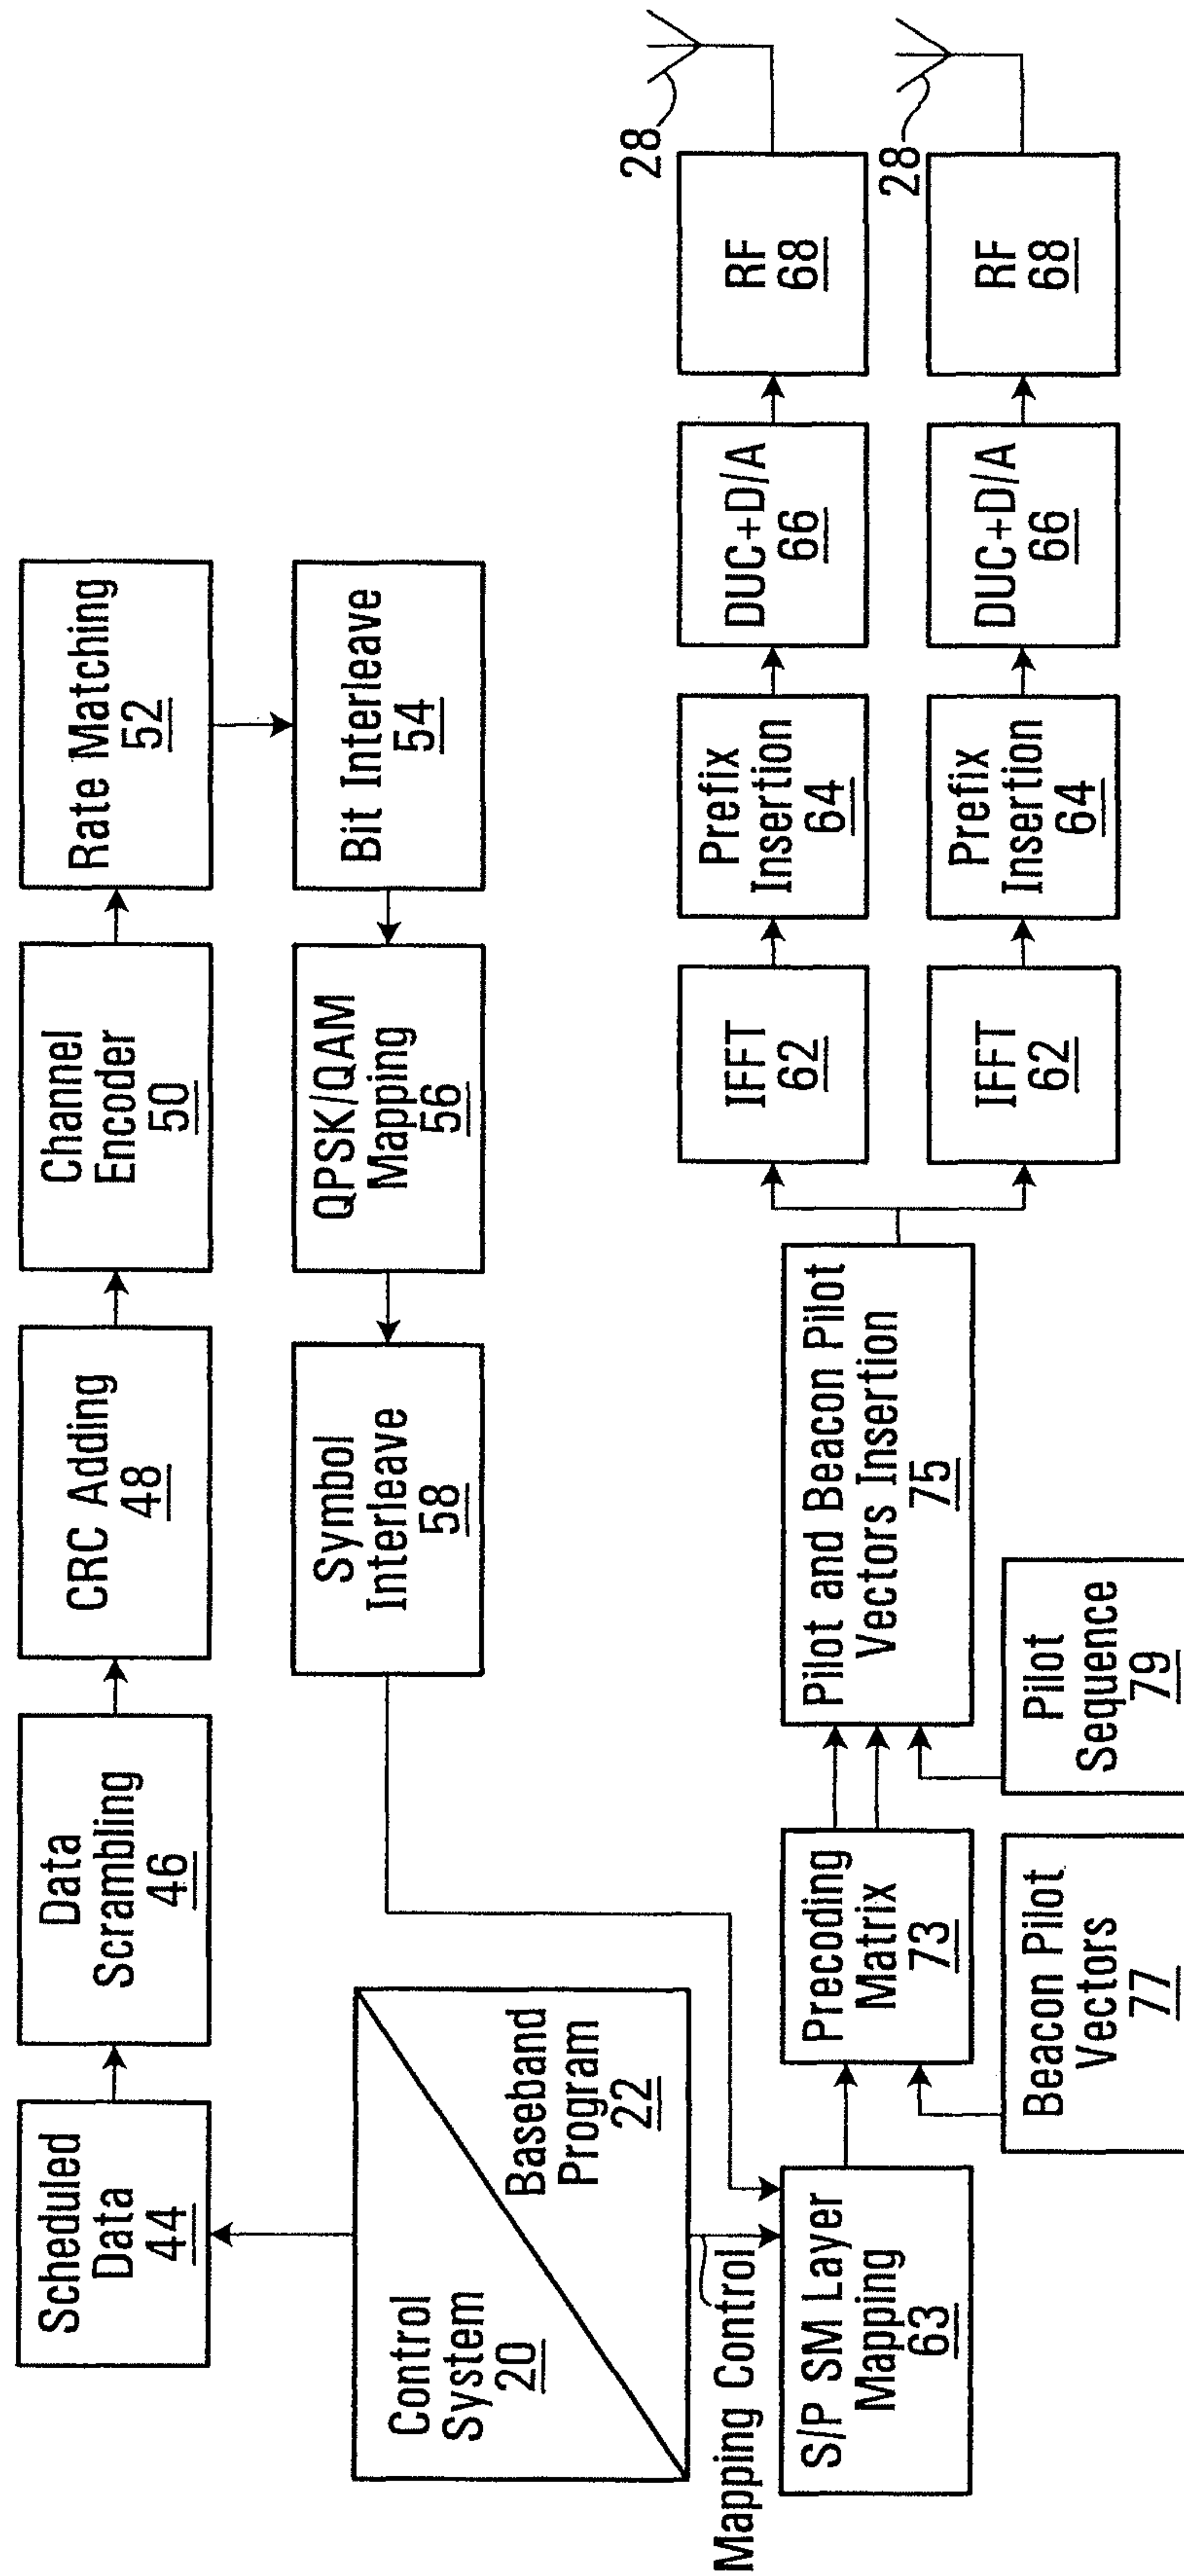 Scheduled
Data
44
Data
Scrambling
46
CRC Adding
48
Channel
Encoder
50
Rate Matching
52
Bit Interleave
54
QPSK/QAM
Mapping
56
Symbol
Interleave
58
Control
System
20
Baseband
Program
22
Mapping Control
S/P SM Layer
Mapping
63
Precoding
Matrix
73
Beacon Pilot
Vectors
77
Pilot and Beacon Pilot
Vectors Insertion
75
Pilot
Sequence
79
IFFT
62
Prefix
Insertion
64
DUC+D/A
66
RF
68
28
IFFT
62
Prefix
Insertion
64
DUC+D/A
66
RF
68
28